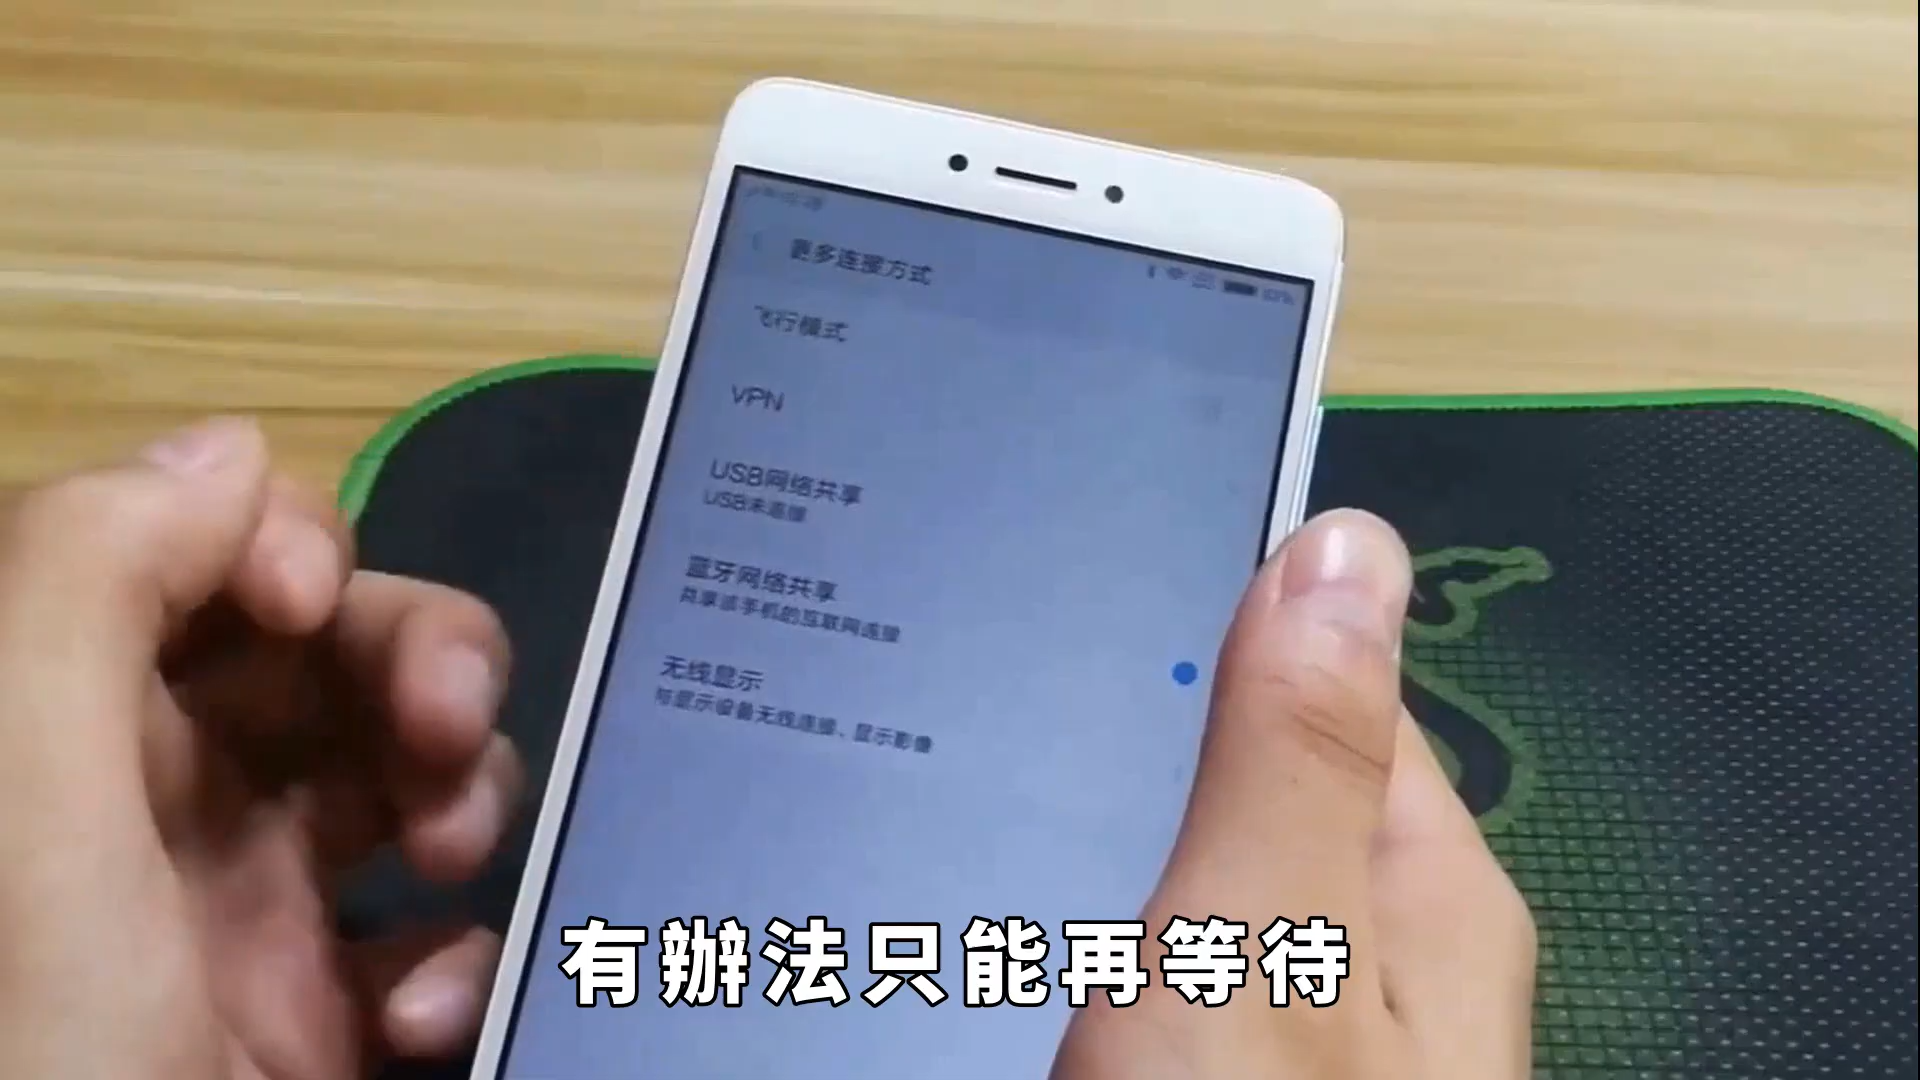 更多连接方式
飞行模式
VPN
USB网络共享
USB未连接
蓝牙网络共享
共享该手机的互联网连接
无线显示
与显示设备无线连接、显示影像
有辦法只能再等待